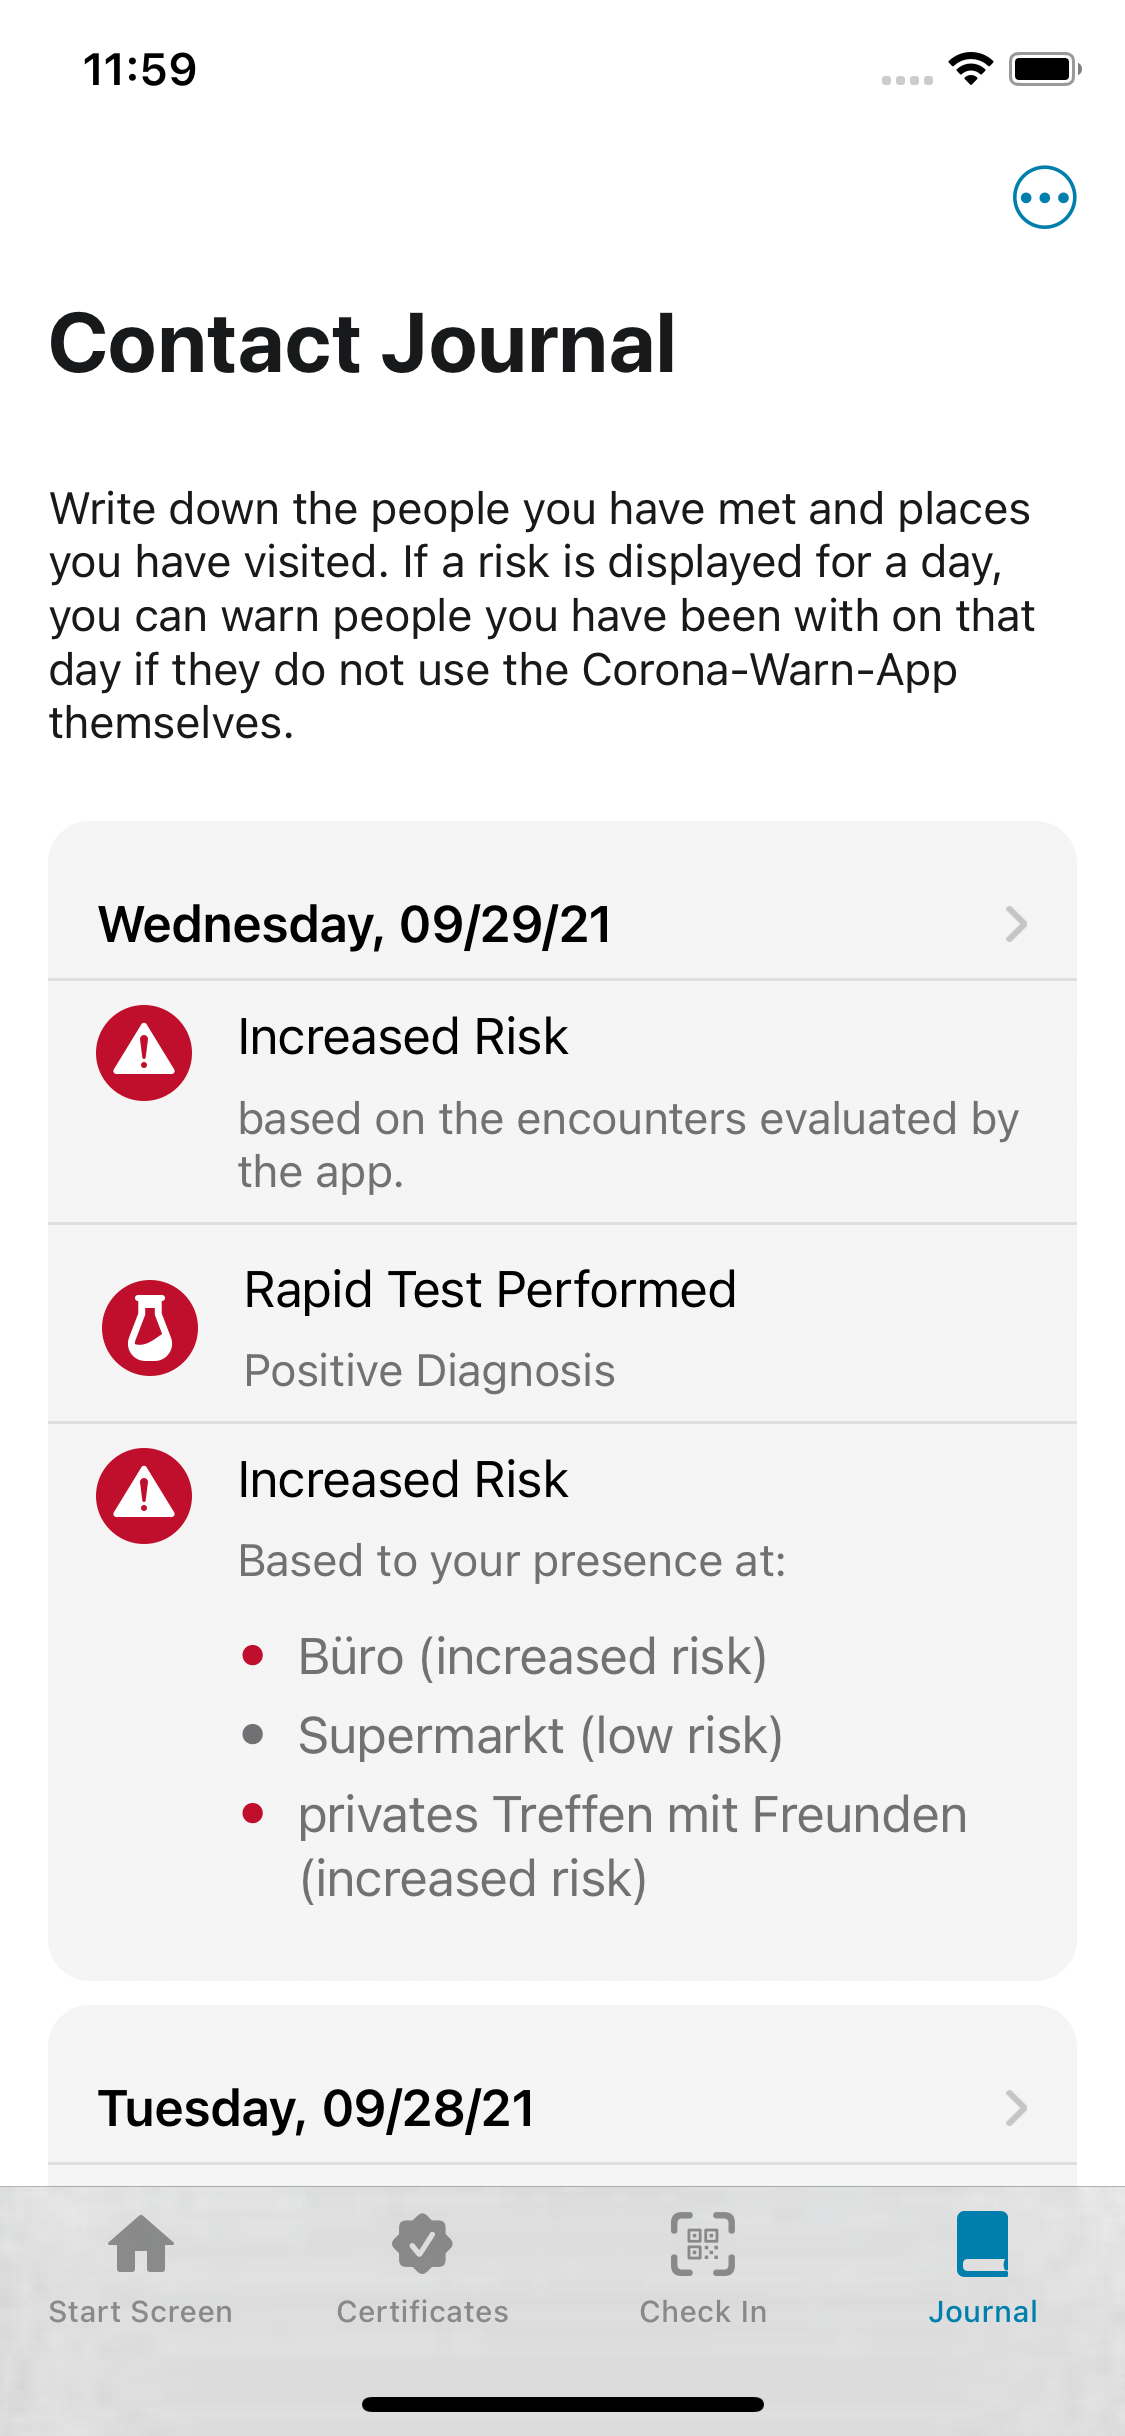 11:59
Contact Journal
Write down the people you have met and places
you have visited. If a risk is displayed for a day,
you can warn people you have been with on that
day if they do not use the Corona-Warn-App
themselves.
Wednesday, 09/29/21
Increased Risk
based on the encounters evaluated by
the app.
Rapid Test Performed
Positive Diagnosis
Increased Risk
Based to your presence at:
• Büro (increased risk)
• Supermarkt (low risk)
• privates Treffen mit Freunden
(increased risk)
Tuesday, 09/28/21
Start Screen
Certificates
Check In
Journal